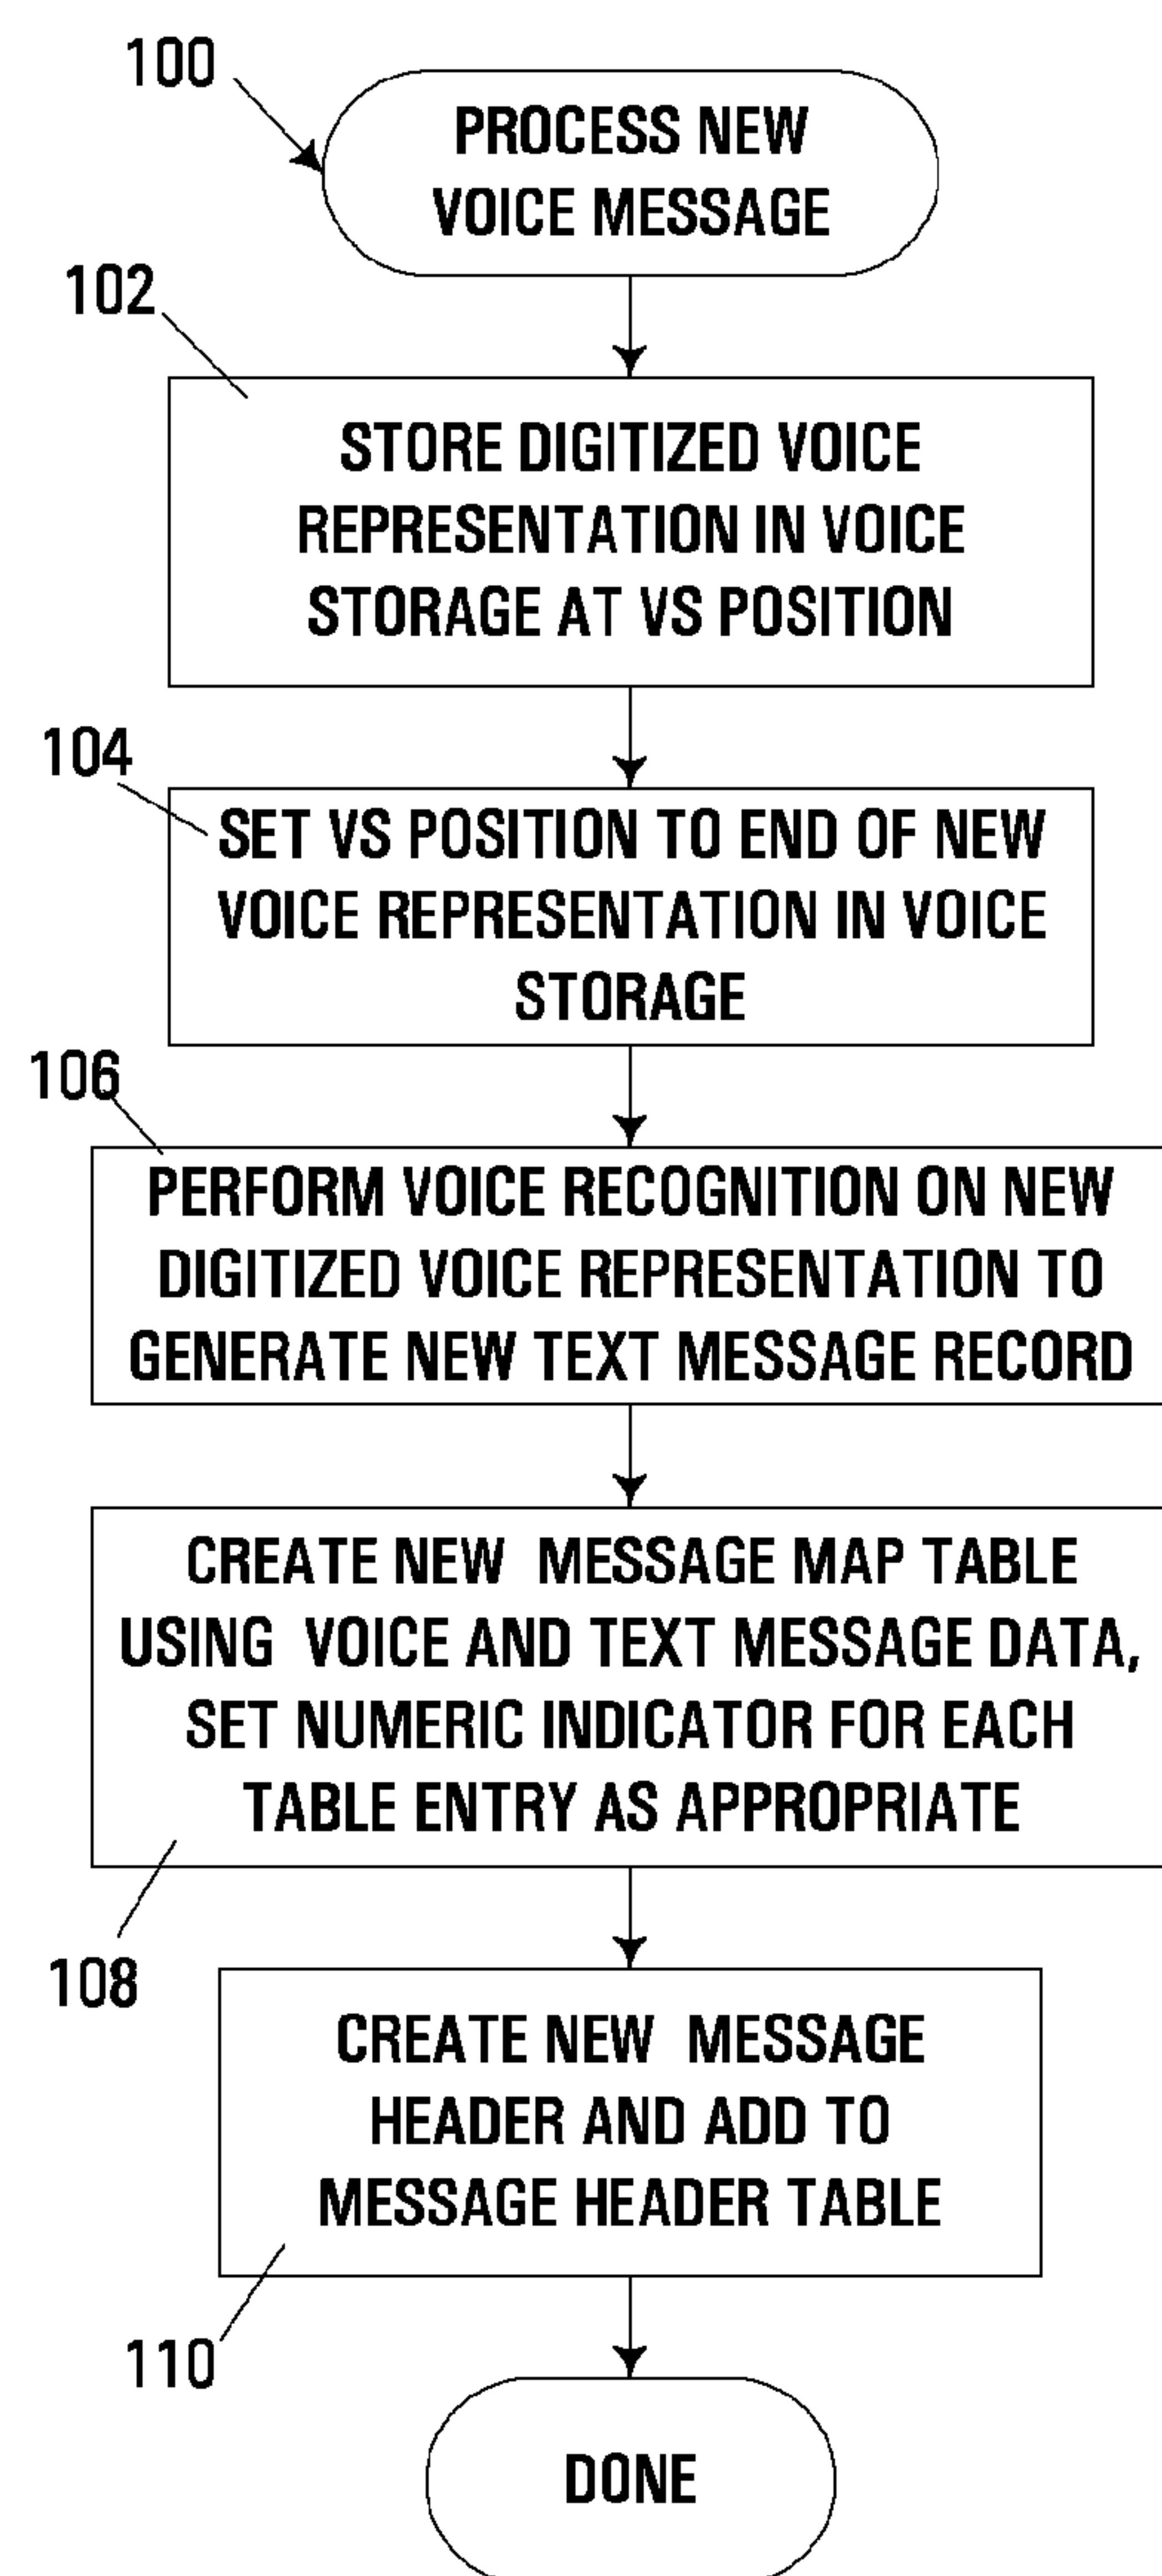 100
PROCESS NEW
VOICE MESSAGE
102
STORE DIGITIZED VOICE
REPRESENTATION IN VOICE
STORAGE AT VS POSITION
104
SET VS POSITION TO END OF NEW
VOICE REPRESENTATION IN VOICE
STORAGE
106
PERFORM VOICE RECOGNITION ON NEW
DIGITIZED VOICE REPRESENTATION TO
GENERATE NEW TEXT MESSAGE RECORD
CREATE NEW MESSAGE MAP TABLE
USING VOICE AND TEXT MESSAGE DATA,
SET NUMERIC INDICATOR FOR EACH
TABLE ENTRY AS APPROPRIATE
108
CREATE NEW MESSAGE
HEADER AND ADD TO
MESSAGE HEADER TABLE
110
DONE